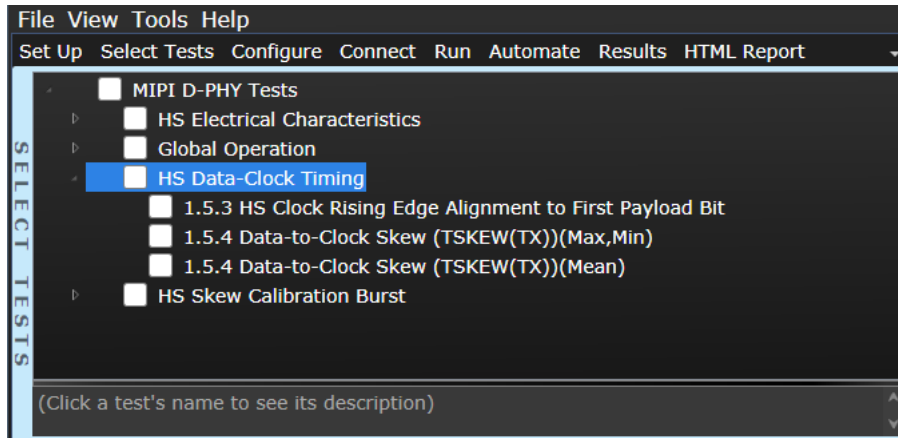 File View Tools Help
Set Up Select Tests Configure Connect Run Automate Results HTML Report
SELECT TESTS
MIPI D-PHY Tests
HS Electrical Characteristics
Global Operation
HS Data-Clock Timing
1.5.3 HS Clock Rising Edge Alignment to First Payload Bit
1.5.4 Data-to-Clock Skew (TSKEW(TX))(Max,Min)
1.5.4 Data-to-Clock Skew (TSKEW(TX))(Mean)
HS Skew Calibration Burst
(Click a test's name to see its description)